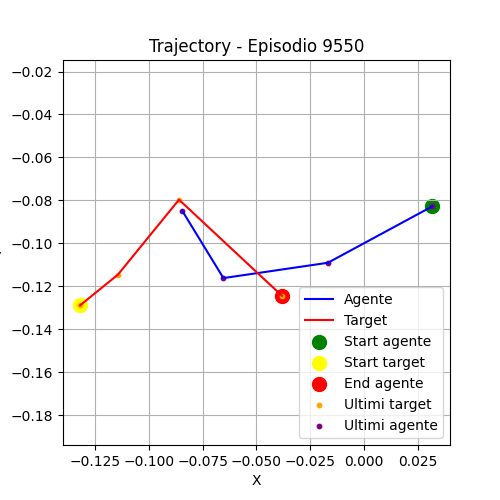 Trajectory - Episodio 9550
−0.02
−0.04
−0.06
−0.08
−0.10
−0.12
−0.14
−0.16
−0.18
Agente
Target
Start agente
Start target
End agente
Ultimi target
Ultimi agente
−0.125 −0.100 −0.075 −0.050 −0.025 0.000 0.025
X